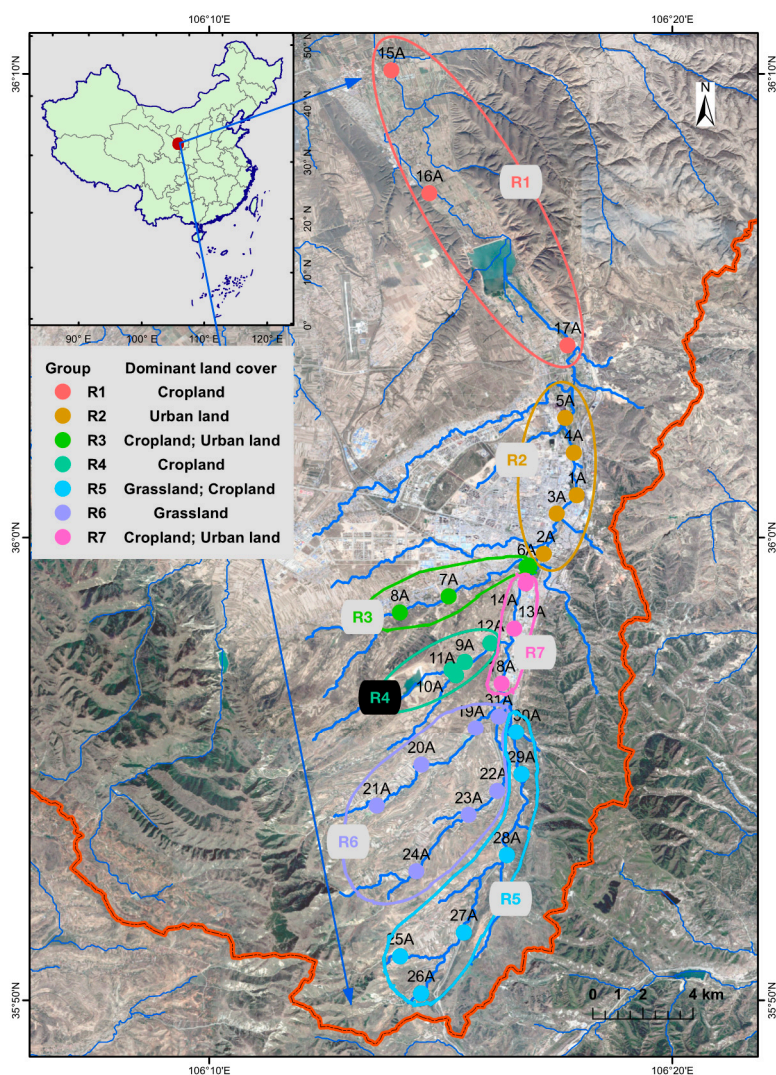 106°10'E
106°20'E
36°10'N
50° N
40° N
30° N
20° N
10° N
0°
80° E
100° E
110°E
120° E
N
36°10'N
15A
16A
R1
17A
Group Dominant land cover
R1 Cropland
R2 Urban land
R3 Cropland; Urban land
R4 Cropland
R5 Grassland; Cropland
R6 Grassland
R7 Cropland; Urban land
5A
4A
R2
1A
3A
36°0'N
36°0'N
2A
6A
7A
8A
14A
R3
13A
12A
9A
R7
11A
10A
8A
R4
31A
19A
30A
20A
29A
22A
21A
23A
R6
28A
24A
R5
27A
25A
26A
35°50'N
35°50'N
0 1 2 4 km
106°10'E
106°20'E